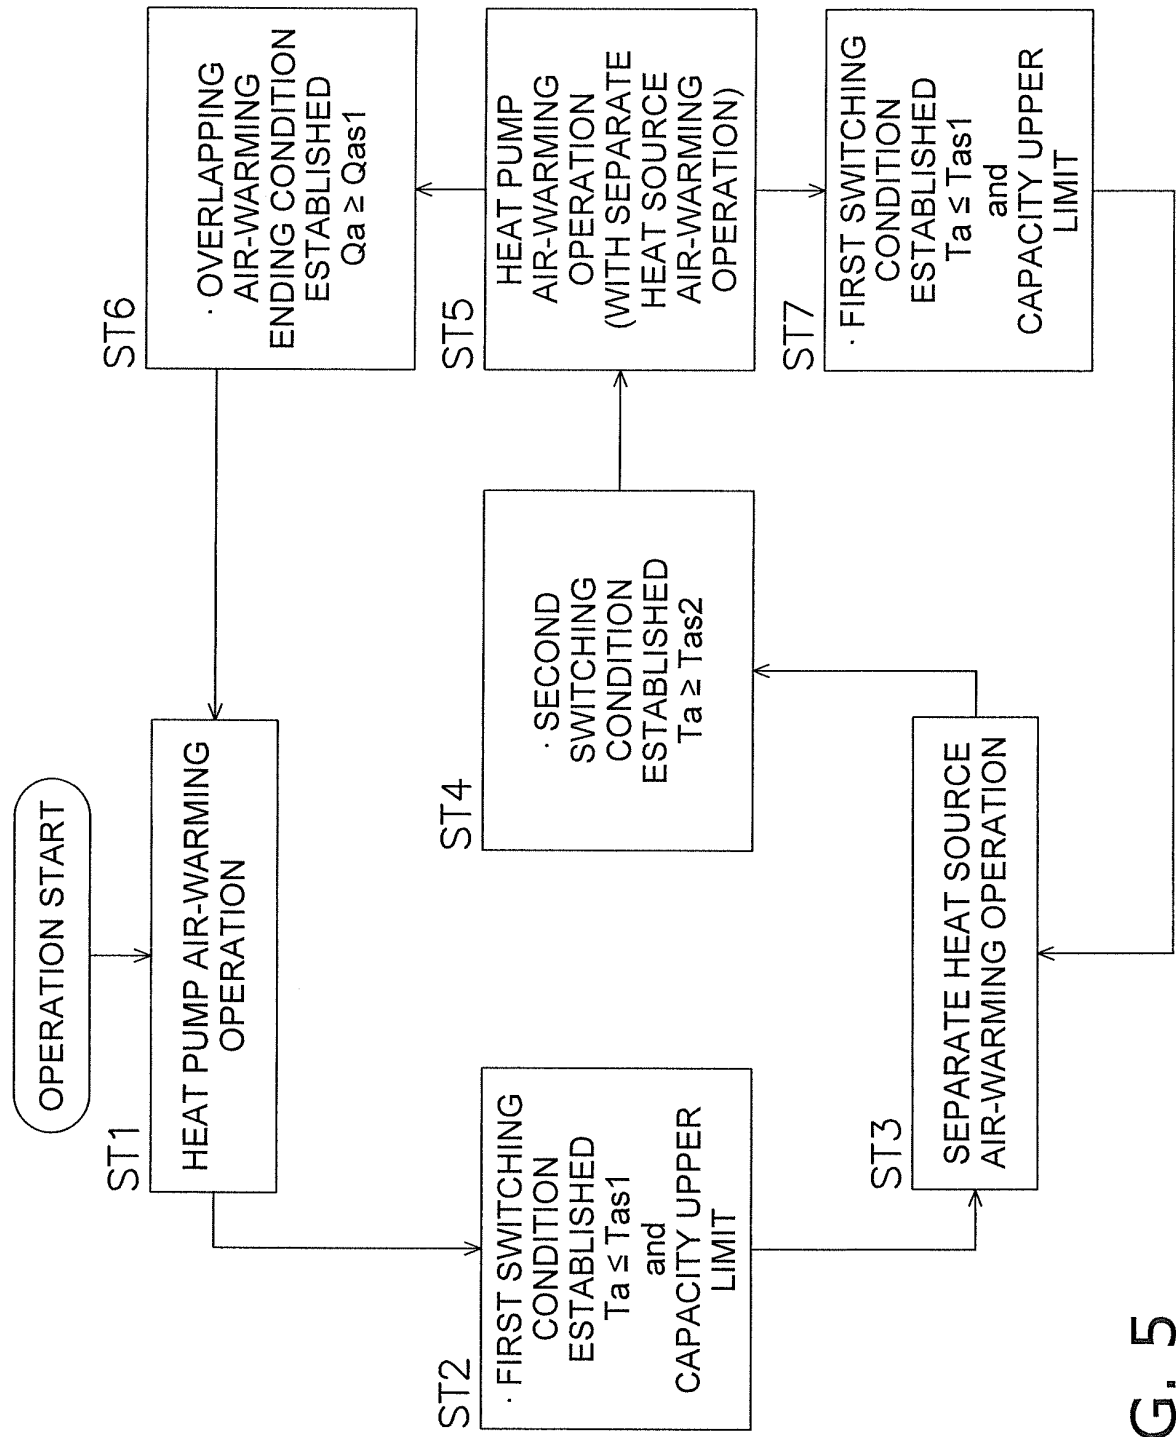 OPERATION START
ST1
HEAT PUMP AIR-WARMING
OPERATION
ST2
· FIRST SWITCHING
CONDITION
ESTABLISHED
Ta ≤ Tas1
and
CAPACITY UPPER
LIMIT
ST3
SEPARATE HEAT SOURCE
AIR-WARMING OPERATION
ST4
· SECOND
SWITCHING
CONDITION
ESTABLISHED
Ta ≥ Tas2
ST5
HEAT PUMP
AIR-WARMING
OPERATION
(WITH SEPARATE
HEAT SOURCE
AIR-WARMING
OPERATION)
ST6
· OVERLAPPING
AIR-WARMING
ENDING CONDITION
ESTABLISHED
Qa ≥ Qas1
ST7
· FIRST SWITCHING
CONDITION
ESTABLISHED
Ta ≤ Tas1
and
CAPACITY UPPER
LIMIT
G. 5